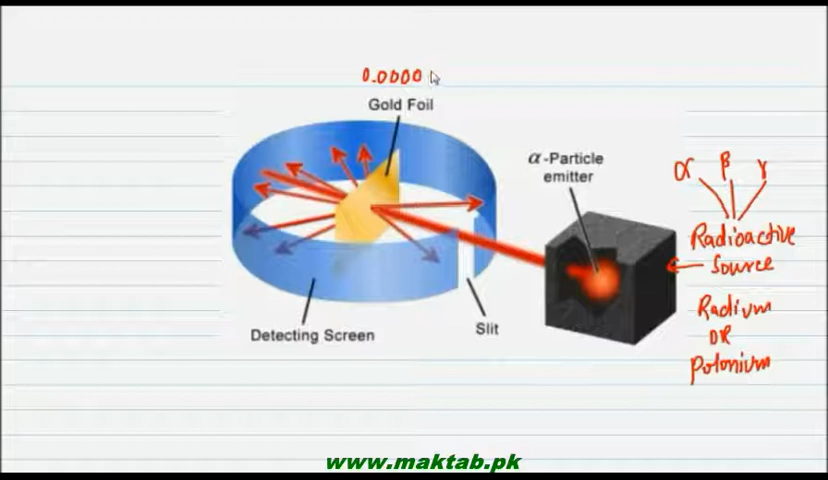 0.0000
Gold Foil
α-Particle
emitter
α β γ
Radioactive
Source
Radium
OR
Polonium
Detecting Screen
Slit
www.maktab.pk